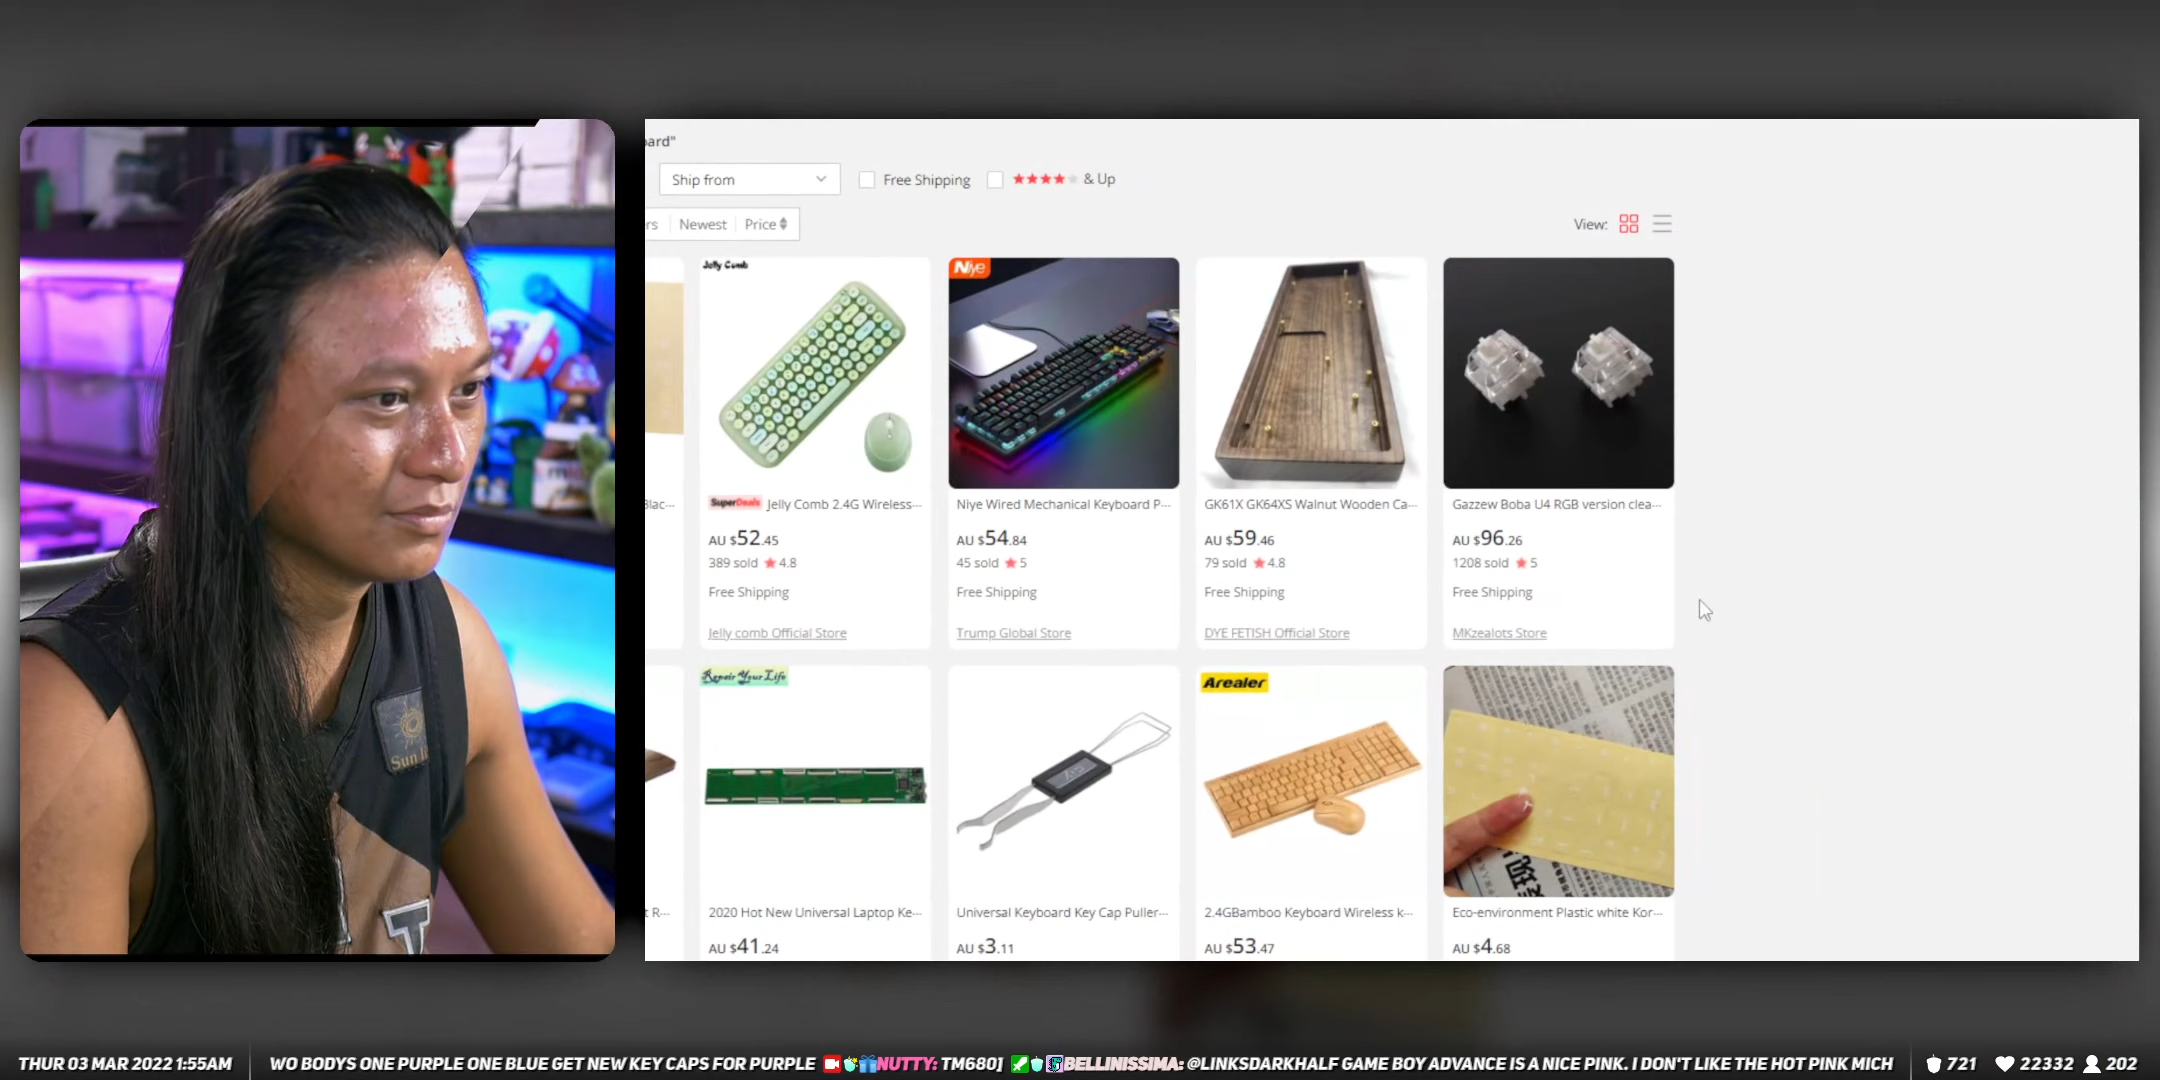 oard"
Ship from
Free Shipping
& Up
rs
Newest
Price
View:
Jelly Comb
Niye
Blac...
SuperDeals Jelly Comb 2.4G Wireless...
AU $52.45
389 sold 4.8
Free Shipping
Jelly comb Official Store
Niye Wired Mechanical Keyboard P...
AU $54.84
45 sold 5
Free Shipping
Trump Global Store
GK61X GK64XS Walnut Wooden Ca...
AU $59.46
79 sold 4.8
Free Shipping
DYE FETISH Official Store
Gazzew Boba U4 RGB version clea...
AU $96.26
1208 sold 5
Free Shipping
MKzealots Store
Repair Your Life
Arealer
t R...
2020 Hot New Universal Laptop Ke...
AU $41.24
Universal Keyboard Key Cap Puller...
AU $3.11
2.4GBamboo Keyboard Wireless k...
AU $53.47
Eco-environment Plastic white Kor...
AU $4.68
Sun
T
THUR 03 MAR 2022 1:55AM
WO BODYS ONE PURPLE ONE BLUE GET NEW KEY CAPS FOR PURPLE NUTTY: TM680] BELLINISSIMA: @LINKSDARKHALF GAME BOY ADVANCE IS A NICE PINK. I DON'T LIKE THE HOT PINK MICH
721 22332 202